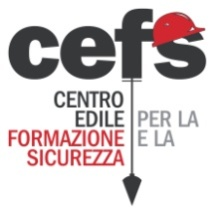 cefs
CENTRO
EDILE PER LA
FORMAZIONE E LA
SICUREZZA